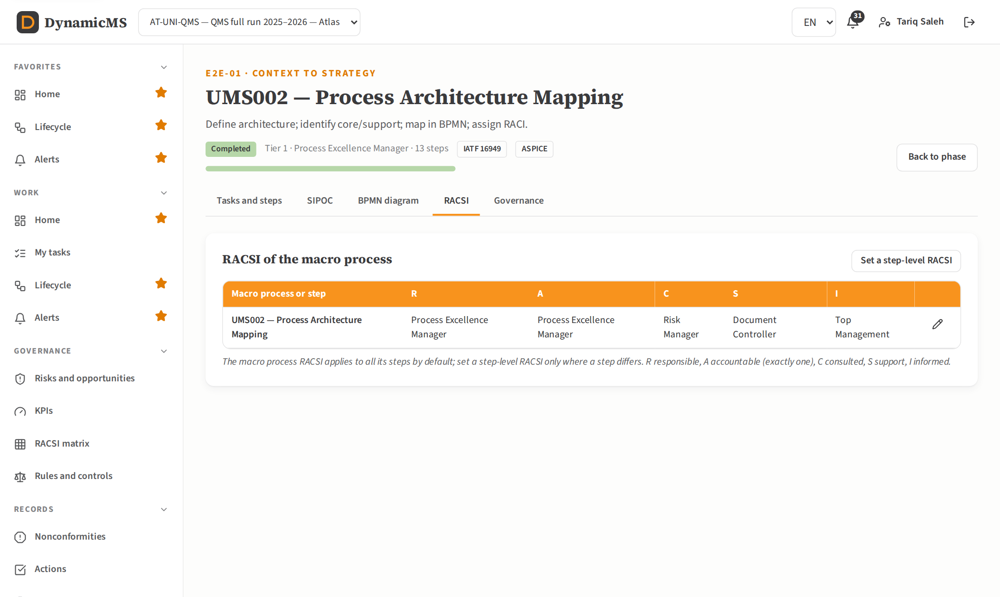 DynamicMS
AT-UNI-QMS — QMS full run 2025–2026 — Atlas
EN
31
Tariq Saleh
FAVORITES
Home
Lifecycle
Alerts
WORK
Home
My tasks
Lifecycle
Alerts
GOVERNANCE
Risks and opportunities
KPIs
RACSI matrix
Rules and controls
RECORDS
Nonconformities
Actions
E2E-01 · CONTEXT TO STRATEGY
UMS002 — Process Architecture Mapping
Define architecture; identify core/support; map in BPMN; assign RACI.
Completed Tier 1 · Process Excellence Manager · 13 steps IATF 16949 ASPICE
Back to phase
Tasks and steps SIPOC BPMN diagram RACSI Governance
RACSI of the macro process
Set a step-level RACSI
Macro process or step R A C S I
UMS002 — Process Architecture Mapping
Process Excellence Manager
Process Excellence Manager
Risk Manager
Document Controller
Top Management
The macro process RACSI applies to all its steps by default; set a step-level RACSI only where a step differs. R responsible, A accountable (exactly one), C consulted, S support, I informed.